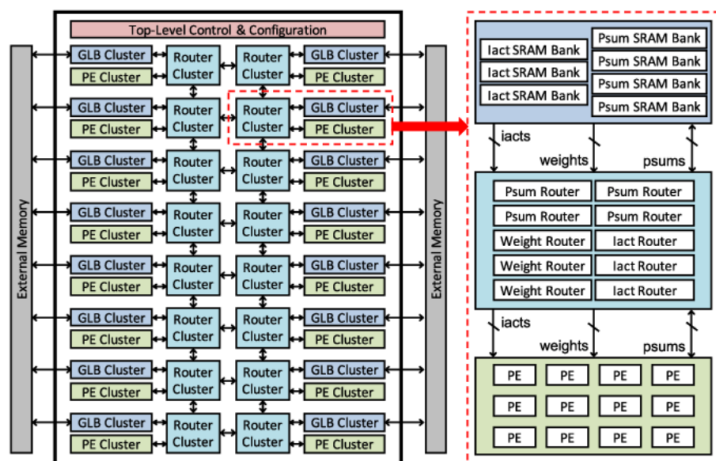 Top-Level Control & Configuration
External Memory
GLB Cluster
PE Cluster
Router
Cluster
Router
Cluster
GLB Cluster
PE Cluster
GLB Cluster
PE Cluster
Router
Cluster
Router
Cluster
GLB Cluster
PE Cluster
GLB Cluster
PE Cluster
Router
Cluster
Router
Cluster
GLB Cluster
PE Cluster
GLB Cluster
PE Cluster
Router
Cluster
Router
Cluster
GLB Cluster
PE Cluster
GLB Cluster
PE Cluster
Router
Cluster
Router
Cluster
GLB Cluster
PE Cluster
GLB Cluster
PE Cluster
Router
Cluster
Router
Cluster
GLB Cluster
PE Cluster
GLB Cluster
PE Cluster
Router
Cluster
Router
Cluster
GLB Cluster
PE Cluster
GLB Cluster
PE Cluster
Router
Cluster
Router
Cluster
GLB Cluster
PE Cluster
External Memory
Iact SRAM Bank
Iact SRAM Bank
Iact SRAM Bank
Psum SRAM Bank
Psum SRAM Bank
Psum SRAM Bank
Psum SRAM Bank
iacts
weights
psums
Psum Router Psum Router
Psum Router Psum Router
Weight Router Iact Router
Weight Router Iact Router
Weight Router Iact Router
iacts
weights
psums
PE PE PE PE
PE PE PE PE
PE PE PE PE